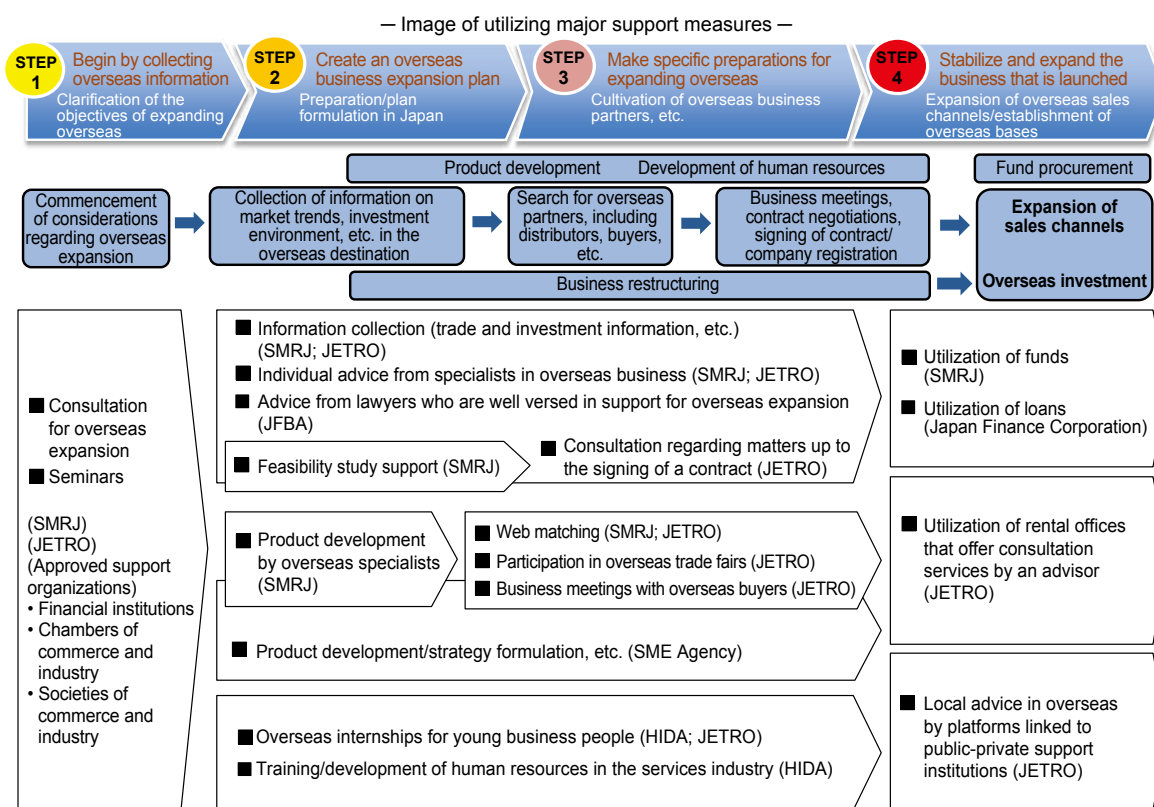 — Image of utilizing major support measures —
STEP
1
Begin by collecting
overseas information
Clarification of the
objectives of expanding
overseas
STEP
2
Create an overseas
business expansion plan
Preparation/plan
formulation in Japan
STEP
3
Make specific preparations for
expanding overseas
Cultivation of overseas business
partners, etc.
STEP
4
Stabilize and expand the
business that is launched
Expansion of overseas sales
channels/establishment of
overseas bases
Product development Development of human resources
Fund procurement
Commencement
of considerations
regarding overseas
expansion
Collection of information on
market trends, investment
environment, etc. in the
overseas destination
Search for overseas
partners, including
distributors, buyers,
etc.
Business meetings,
contract negotiations,
signing of contract/
company registration
Expansion of
sales channels
Overseas investment
Business restructuring
■ Consultation
for overseas
expansion
■ Seminars
(SMRJ)
(JETRO)
(Approved support
organizations)
• Financial institutions
• Chambers of
commerce and
industry
• Societies of
commerce and
industry
■ Information collection (trade and investment information, etc.)
(SMRJ; JETRO)
■ Individual advice from specialists in overseas business (SMRJ; JETRO)
■ Advice from lawyers who are well versed in support for overseas expansion
(JFBA)
■ Feasibility study support (SMRJ)
■ Consultation regarding matters up to
the signing of a contract (JETRO)
■ Product development
by overseas specialists
(SMRJ)
■ Web matching (SMRJ; JETRO)
■ Participation in overseas trade fairs (JETRO)
■ Business meetings with overseas buyers (JETRO)
■ Product development/strategy formulation, etc. (SME Agency)
■ Overseas internships for young business people (HIDA; JETRO)
■ Training/development of human resources in the services industry (HIDA)
■ Utilization of funds
(SMRJ)
■ Utilization of loans
(Japan Finance Corporation)
■ Utilization of rental offices
that offer consultation
services by an advisor
(JETRO)
■ Local advice in overseas
by platforms linked to
public-private support
institutions (JETRO)